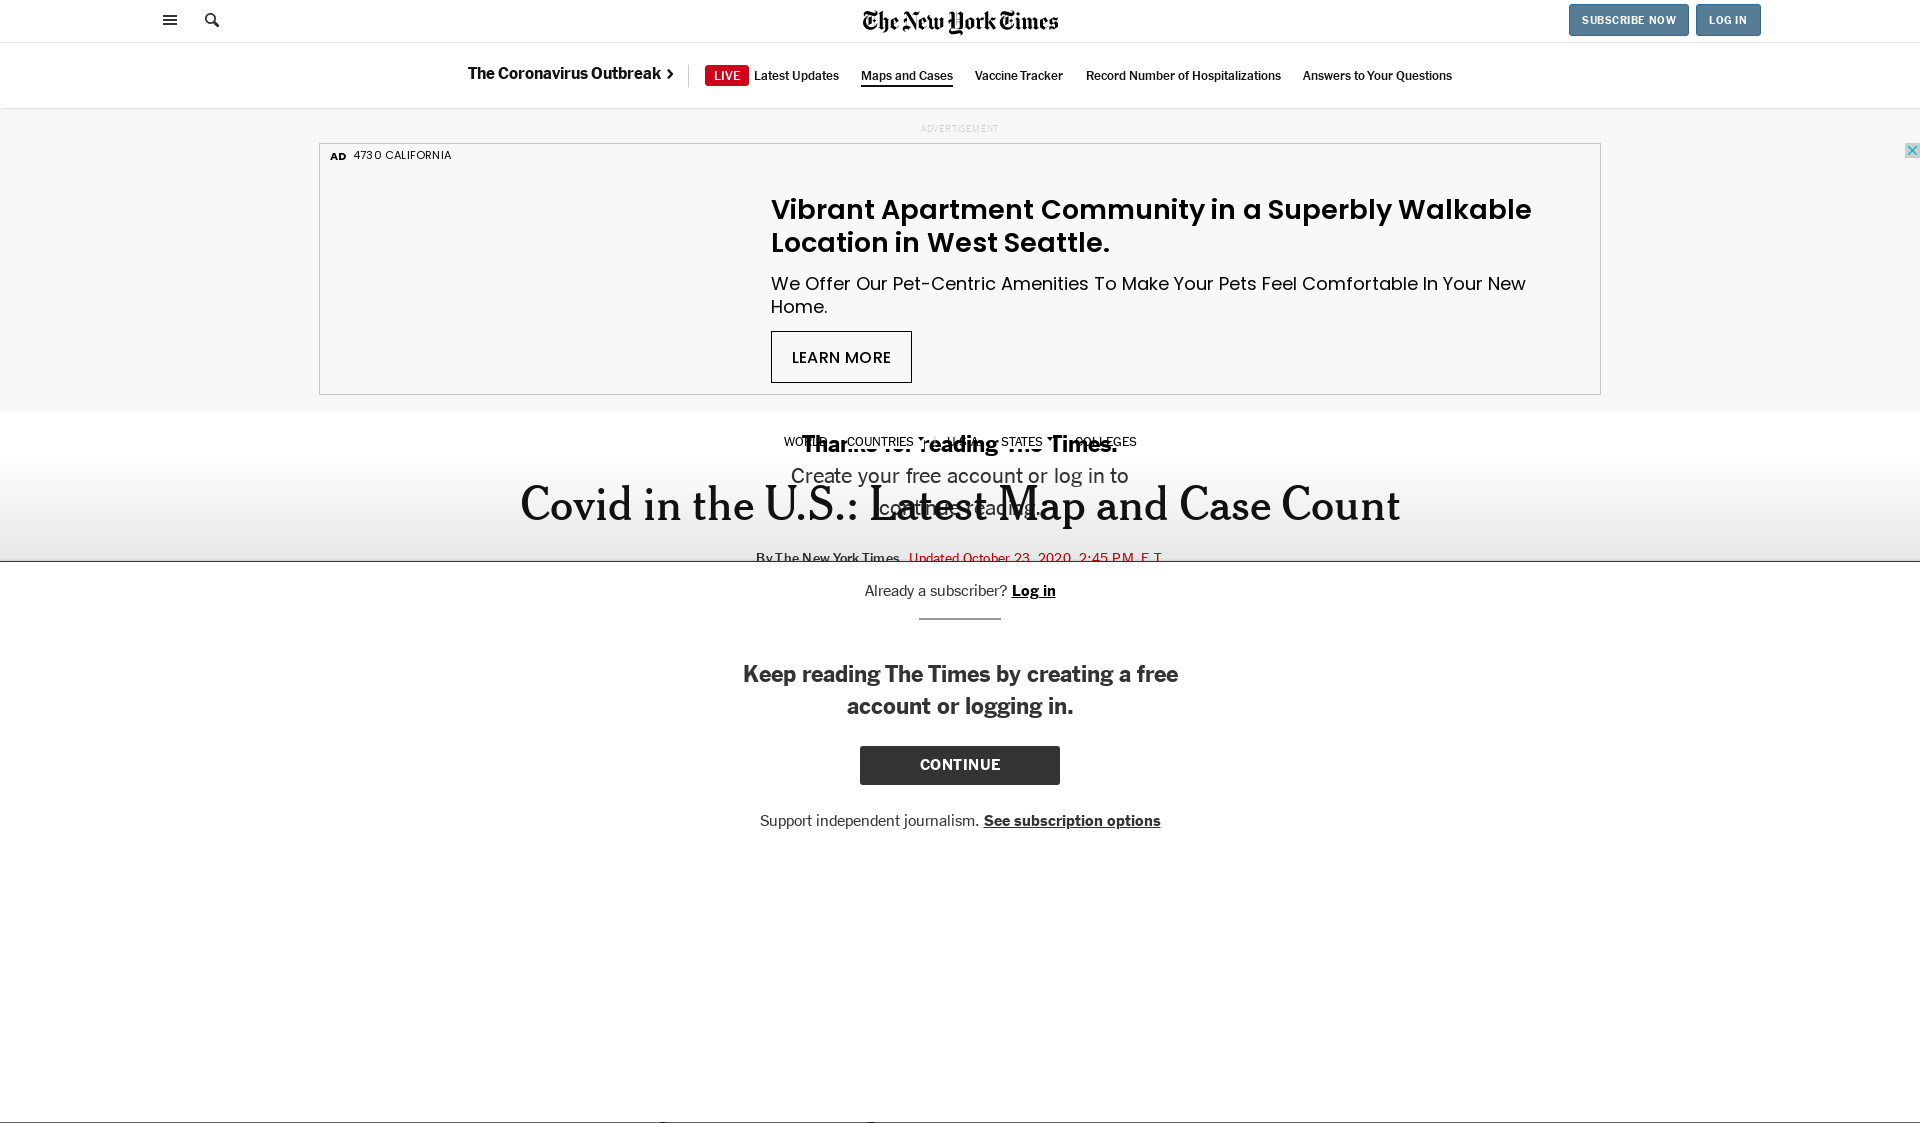 The New York Times
SUBSCRIBE NOW
LOG IN
The Coronavirus Outbreak ›
LIVE Latest Updates
Maps and Cases
Vaccine Tracker
Record Number of Hospitalizations
Answers to Your Questions
ADVERTISEMENT
AD 4730 CALIFORNIA
Vibrant Apartment Community in a Superbly Walkable
Location in West Seattle.
We Offer Our Pet-Centric Amenities To Make Your Pets Feel Comfortable In Your New
Home.
LEARN MORE
WORLD COUNTRIES U.S.A. STATES COLLEGES
Thanks for reading The Times.
Create your free account or log in to
continue reading.
Covid in the U.S.: Latest Map and Case Count
By The New York Times Updated October 23, 2020, 2:45 P.M. E.T.
Already a subscriber? Log in
Keep reading The Times by creating a free
account or logging in.
CONTINUE
Support independent journalism. See subscription options